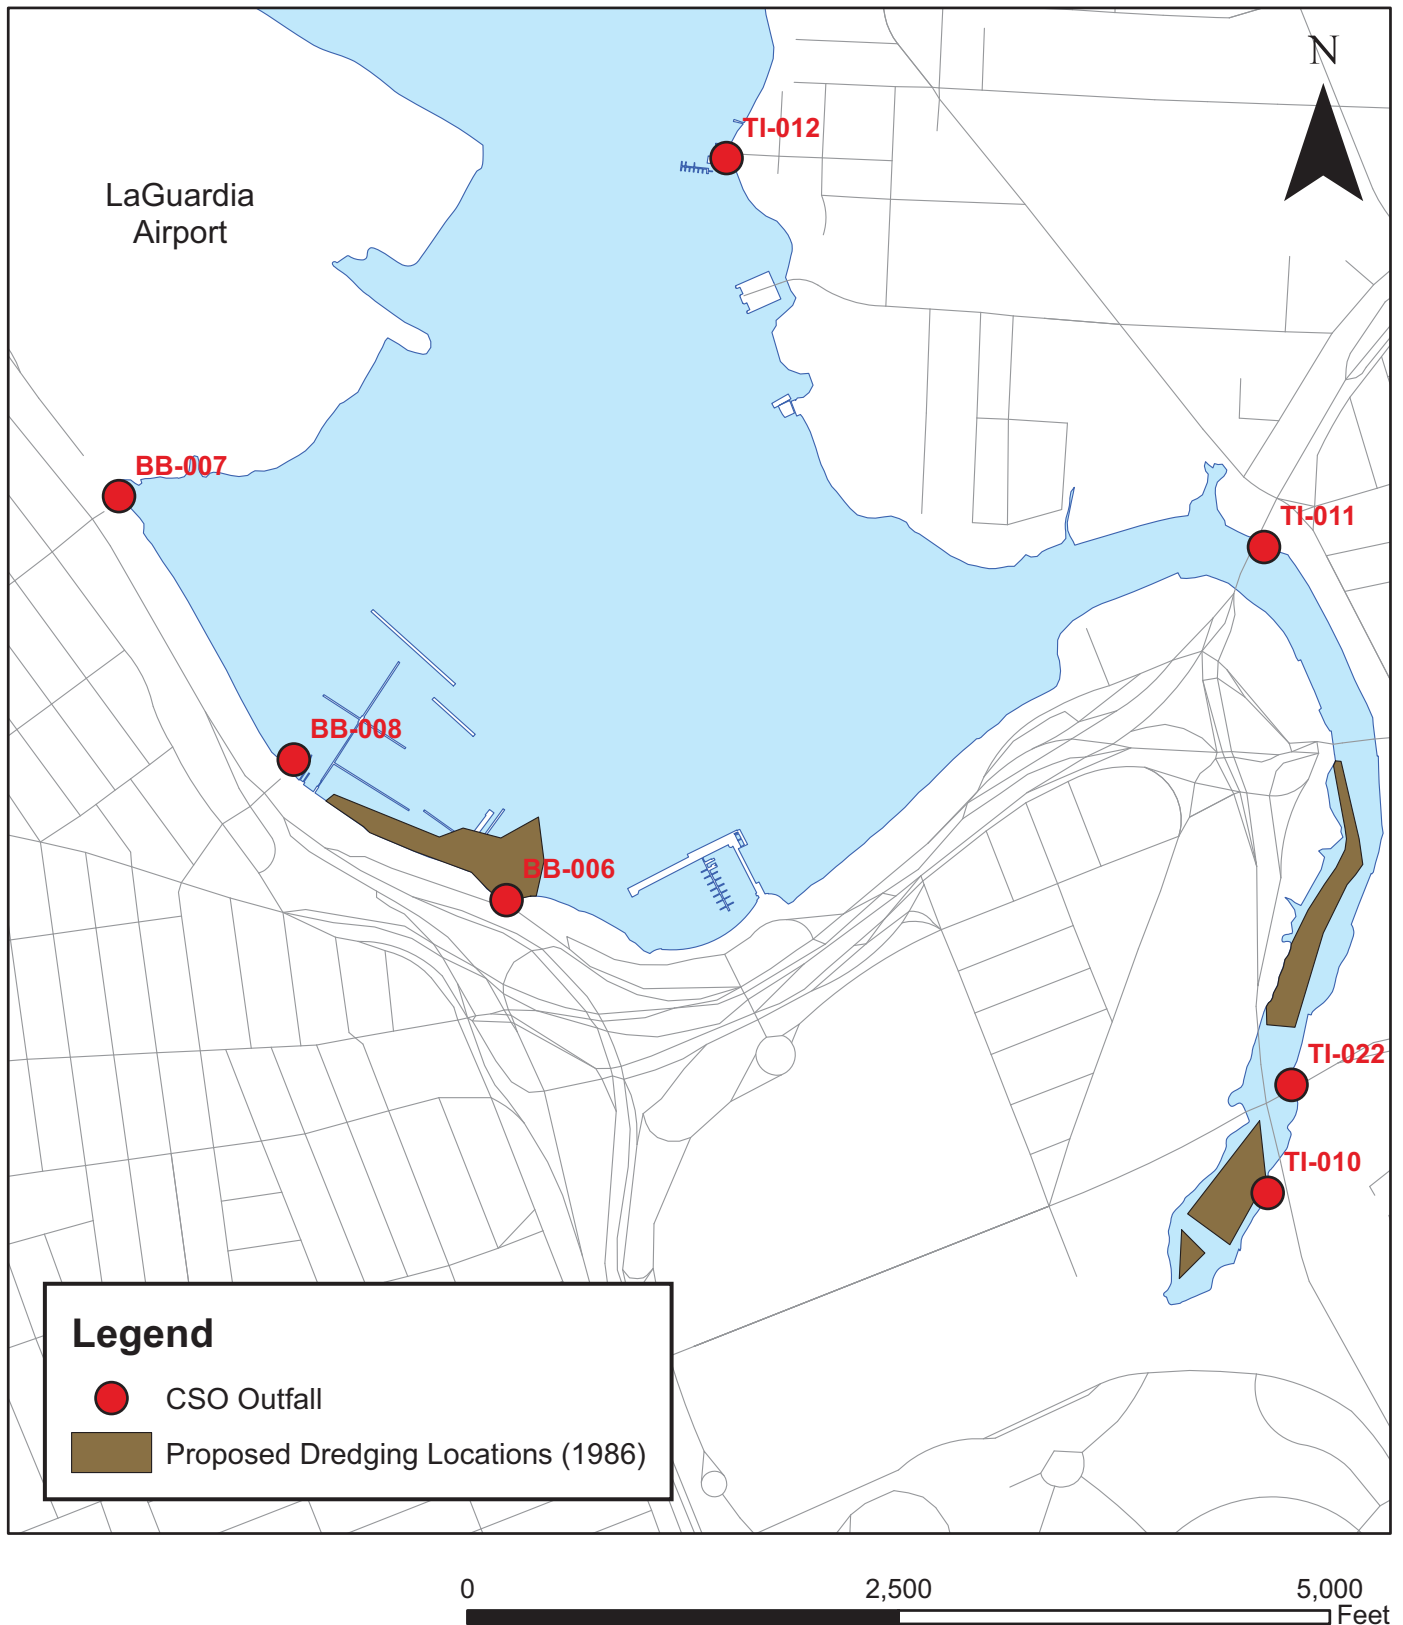 N
TI-012
LaGuardia
Airport
BB-007
TI-011
BB-008
BB-006
TI-022
TI-010
Legend
CSO Outfall
Proposed Dredging Locations (1986)
0 2,500 5,000
Feet